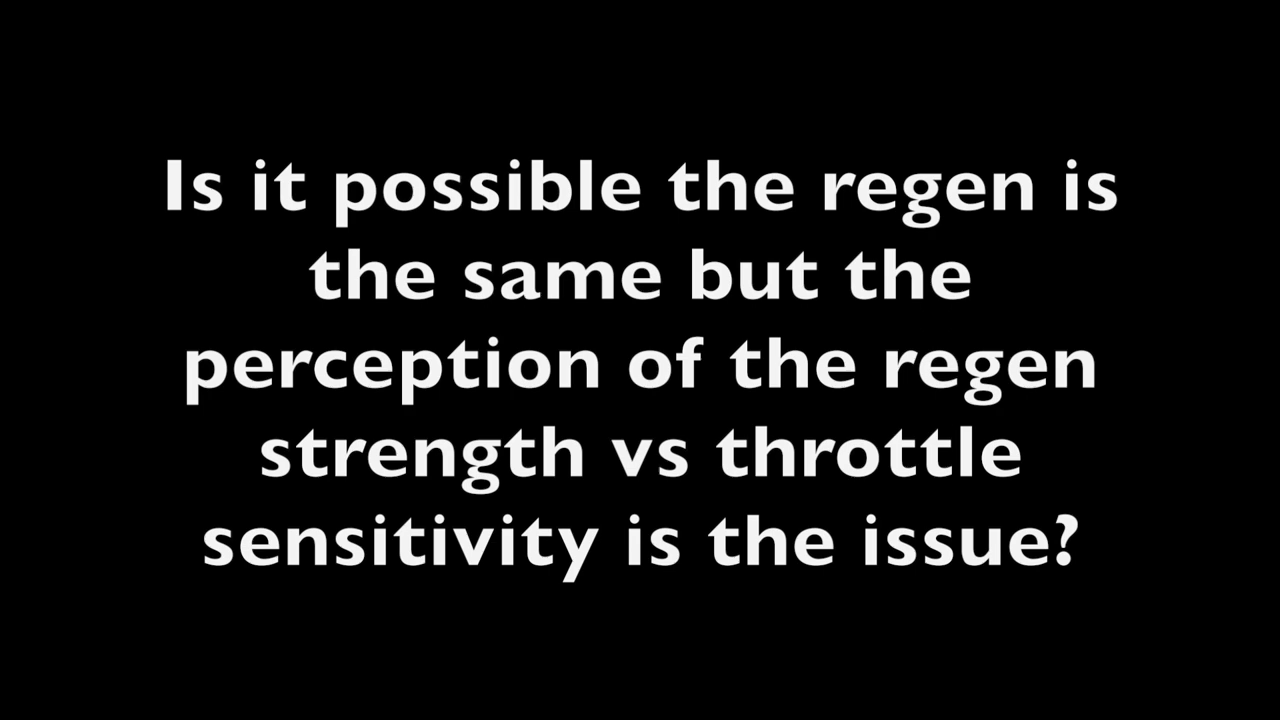 Is it possible the regen is
the same but the
perception of the regen
strength vs throttle
sensitivity is the issue?